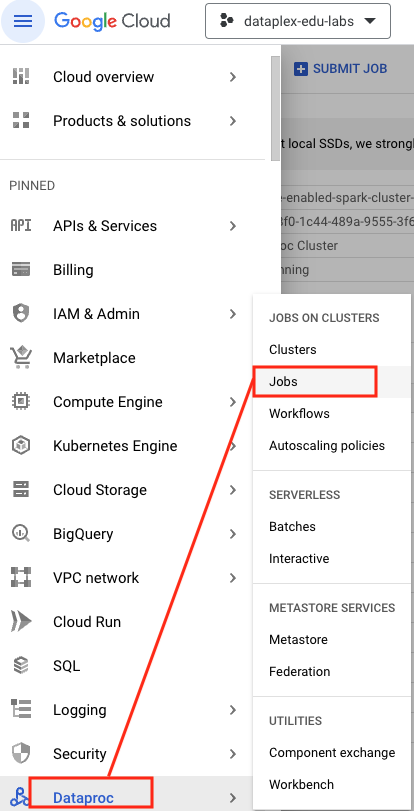 Google Cloud
dataplex-edu-labs
SUBMIT JOB
Cloud overview
Products & solutions
t local SSDs, we strongl
PINNED
e-enabled-spark-cluster-
API APIs & Services
3f0-1c44-489a-9555-3f6
oc Cluster
Billing
nning
IAM & Admin
Marketplace
Compute Engine
Kubernetes Engine
Cloud Storage
BigQuery
VPC network
Cloud Run
SQL
Logging
Security
Dataproc
JOBS ON CLUSTERS
Clusters
Jobs
Workflows
Autoscaling policies
SERVERLESS
Batches
Interactive
METASTORE SERVICES
Metastore
Federation
UTILITIES
Component exchange
Workbench